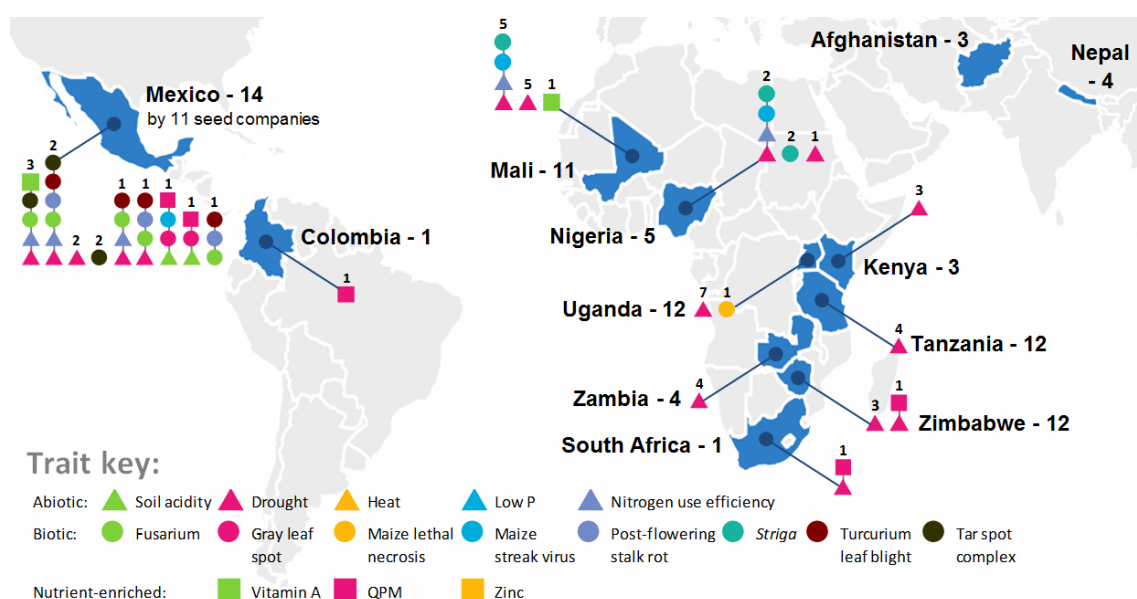 5
Afghanistan - 3
Nepal
- 4
Mexico - 14
by 11 seed companies
5 1
2
2 1
Mali - 11
3 2
1 1 1 1 1
2 2
Nigeria - 5
3
Colombia - 1
Kenya - 3
1
Uganda - 12
7 1
4
Tanzania - 12
Zambia - 4
4
3 1
Zimbabwe - 12
South Africa - 1
1
Trait key:
Abiotic: Soil acidity Drought Heat Low P Nitrogen use efficiency
Biotic: Fusarium Gray leaf spot Maize lethal necrosis Maize streak virus Post-flowering stalk rot Striga Turcurium leaf blight Tar spot complex
Nutrient-enriched: Vitamin A QPM Zinc